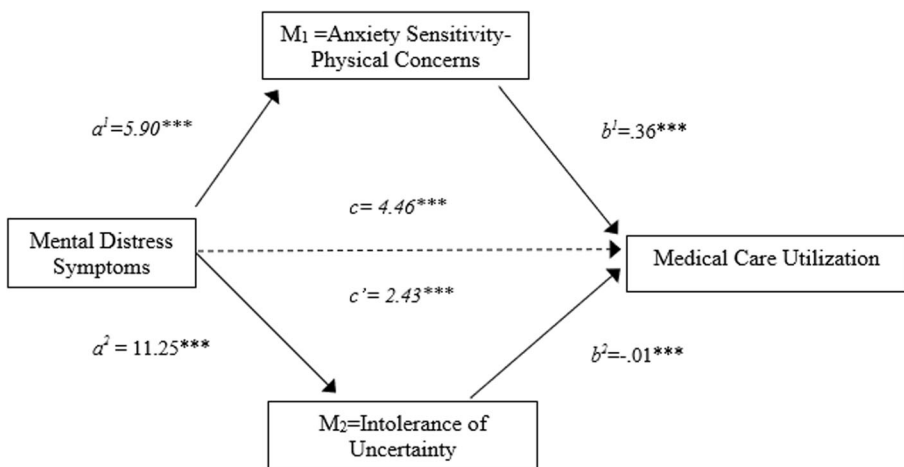 M₁ =Anxiety Sensitivity-
Physical Concerns
a¹=5.90***
b¹=.36***
c= 4.46***
Mental Distress
Symptoms
Medical Care Utilization
c’= 2.43***
a² = 11.25***
b²=-.01***
M₂=Intolerance of
Uncertainty